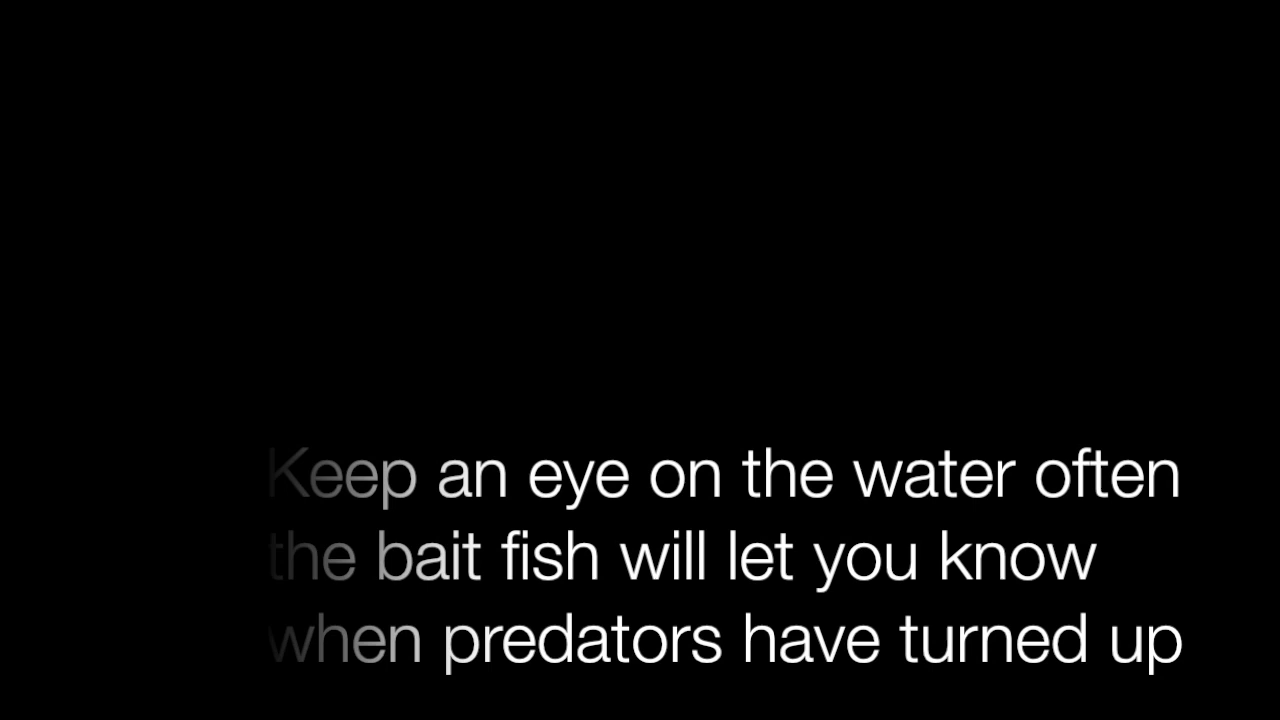 Keep an eye on the water often
the bait fish will let you know
when predators have turned up